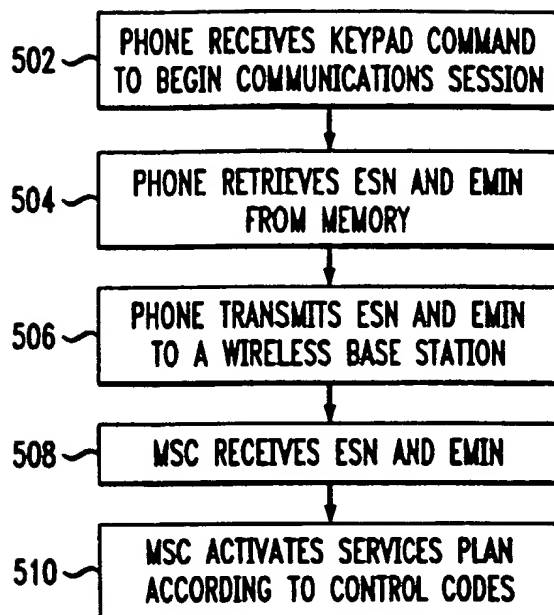 502
PHONE RECEIVES KEYPAD COMMAND
TO BEGIN COMMUNICATIONS SESSION
504
PHONE RETRIEVES ESN AND EMIN
FROM MEMORY
506
PHONE TRANSMITS ESN AND EMIN
TO A WIRELESS BASE STATION
508
MSC RECEIVES ESN AND EMIN
510
MSC ACTIVATES SERVICES PLAN
ACCORDING TO CONTROL CODES